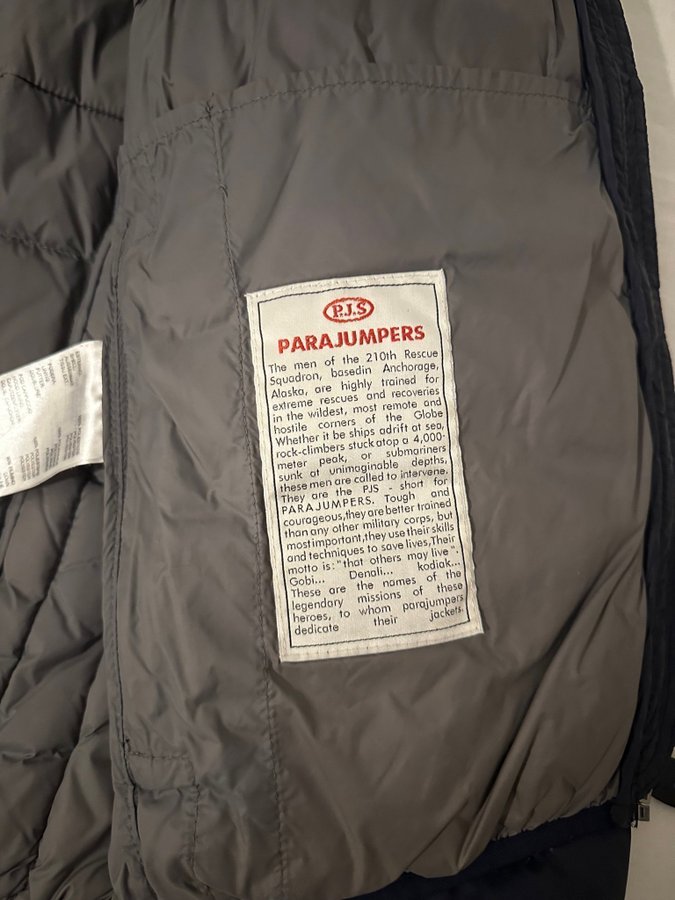 P.J.S
PARAJUMPERS
The men of the 210th Rescue
Squadron, basedin Anchorage,
Alaska, are highly trained for
extreme rescues and recoveries
in the wildest, most remote and
hostile corners of the Globe
Whether it be ships adrift at sea,
rock-climbers stuck atop a 4,000-
meter peak, or submariners
sunk at unimaginable depths,
these men are called to intervene.
They are the PJS - short for
PARAJUMPERS. Tough and
courageous,they are better trained
than any other military corps, but
most important,they use their skills
and techniques to save lives,Their
motto is:"that others may live".
Gobi... Denali... kodiak...
These are the names of the
legendary missions of these
heroes, to whom parajumpers
dedicate their jackets.